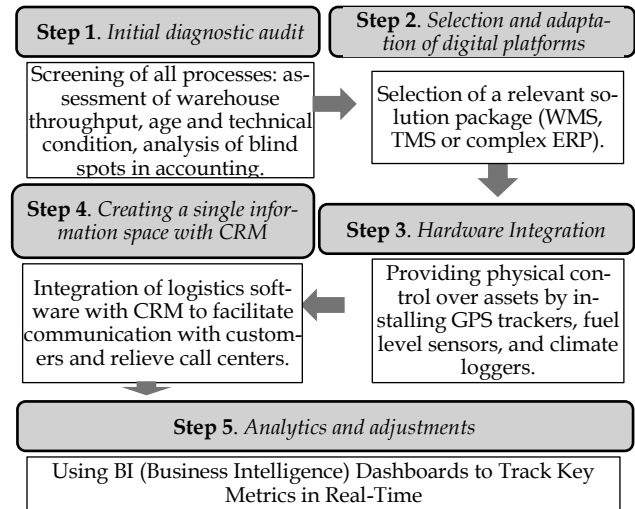 Step 1. Initial diagnostic audit
Screening of all processes: as-
sessment of warehouse
throughput, age and technical
condition, analysis of blind
spots in accounting.
Step 2. Selection and adapta-
tion of digital platforms
Selection of a relevant so-
lution package (WMS,
TMS or complex ERP).
Step 3. Hardware Integration
Providing physical control
over assets by in-
stalling GPS trackers, fuel
level sensors, and climate
loggers.
Step 4. Creating a single infor-
mation space with CRM
Integration of logistics soft-
ware with CRM to facilitate
communication with custom-
ers and relieve call centers.
Step 5. Analytics and adjustments
Using BI (Business Intelligence) Dashboards to Track Key
Metrics in Real-Time